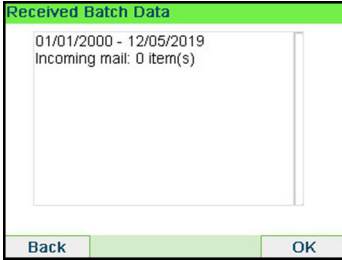 Received Batch Data
01/01/2000 - 12/05/2019
Incoming mail: 0 item(s)
Back
OK